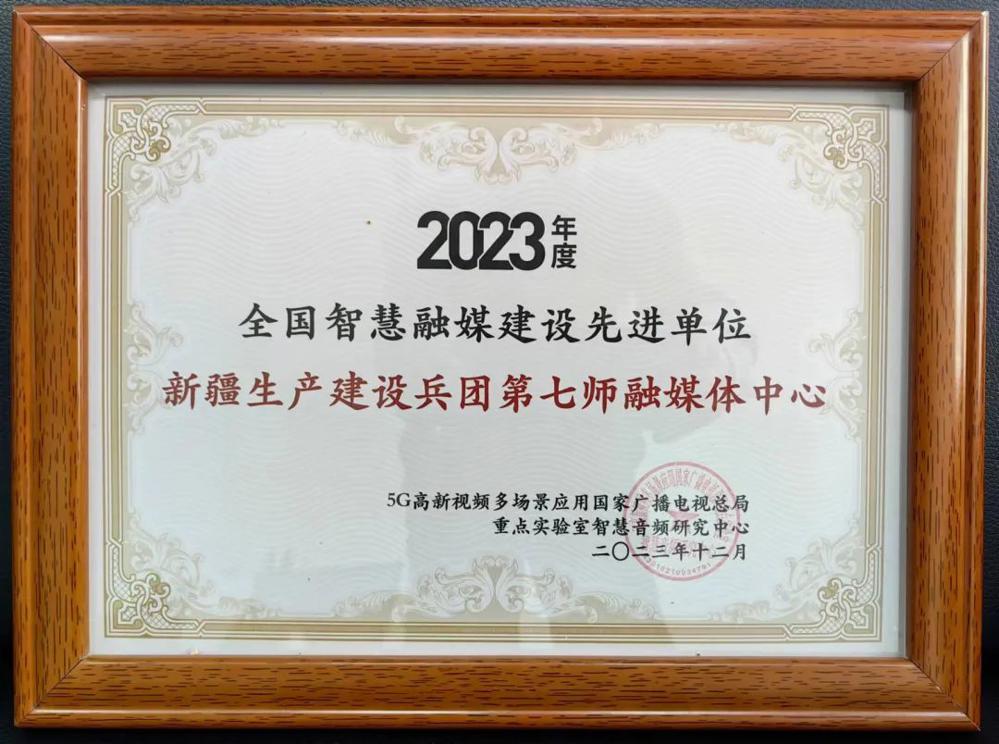 2023年度
全国智慧融媒建设先进单位
新疆生产建设兵团第七师融媒体中心
5G高新视频多场景应用国家广播电视总局
重点实验室智慧音频研究中心
二〇二三年十二月